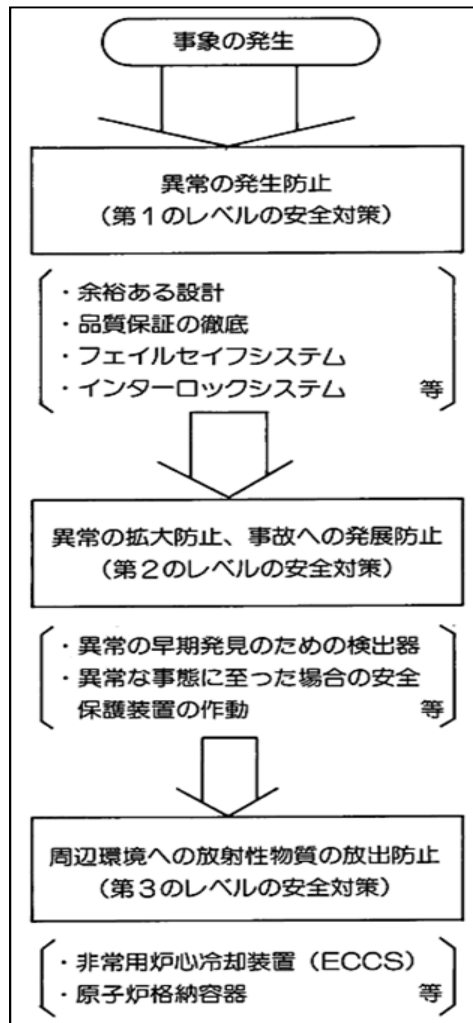 事象の発生
異常の発生防止
（第１のレベルの安全対策）
・余裕ある設計
・品質保証の徹底
・フェイルセイフシステム
・インターロックシステム　等
異常の拡大防止、事故への発展防止
（第２のレベルの安全対策）
・異常の早期発見のための検出器
・異常な事態に至った場合の安全
保護装置の作動　等
周辺環境への放射性物質の放出防止
（第３のレベルの安全対策）
・非常用炉心冷却装置（ECCS）
・原子炉格納容器　等